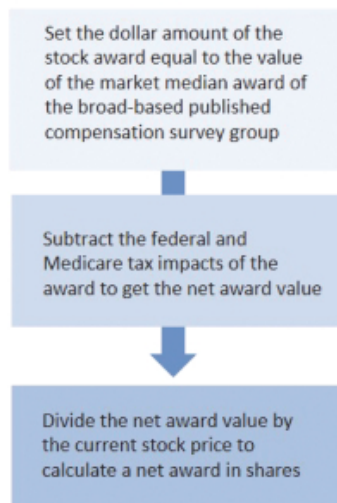 Set the dollar amount of the
stock award equal to the value
of the market median award of
the broad-based published
compensation survey group
Subtract the federal and
Medicare tax impacts of the
award to get the net award value
Divide the net award value by
the current stock price to
calculate a net award in shares